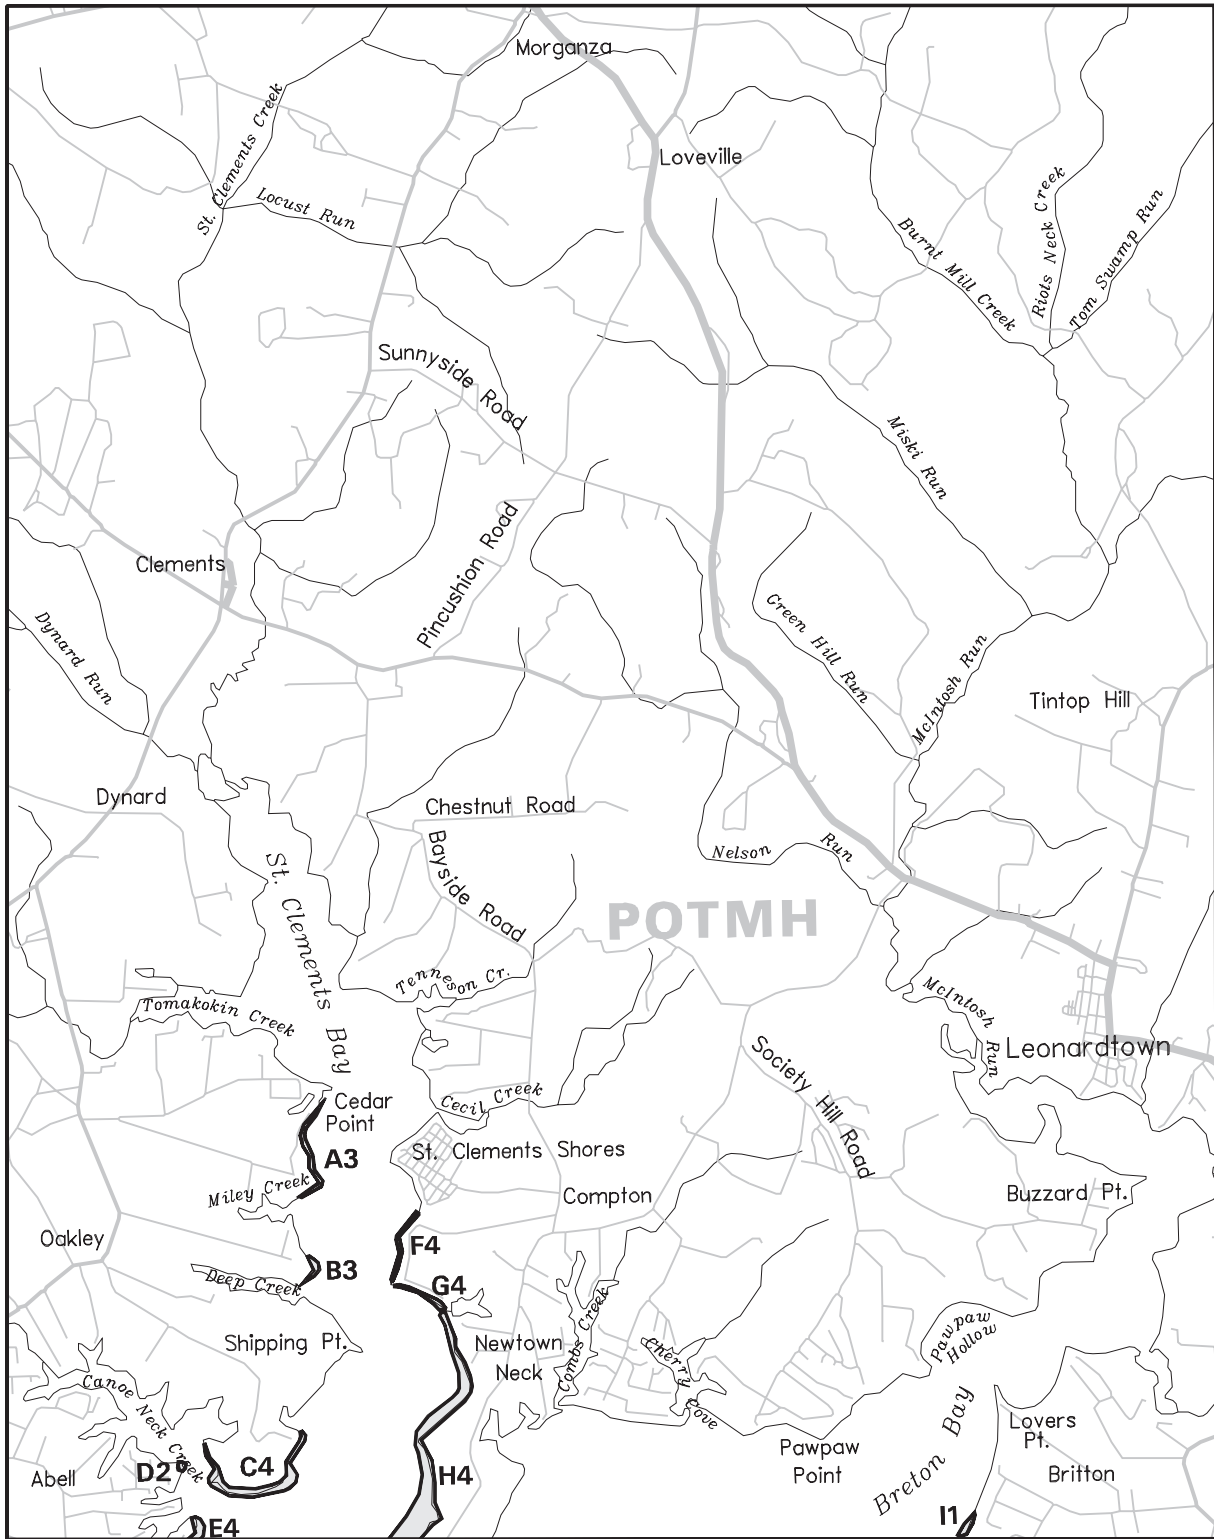 Morganza
Loveville
St. Clements Creek
Locust Run
Burnt Mill Creek
Riots Neck Creek
Tom Swamp Run
Sunnyside Road
Miski Run
Pincushion Road
Clements
Dynard Run
Green Hill Run
McIntosh Run
Tintop Hill
Dynard
Chestnut Road
Bayside Road
Nelson Run
St. Clements Bay
POTMH
Tenneson Cr.
Tomakokin Creek
McIntosh Run
Leonardtown
Society Hill Road
Cedar
Point
Cecil Creek
A3
St. Clements Shores
Miley Creek
Compton
Buzzard Pt.
Oakley
F4
B3
G4
Deep Creek
Shipping Pt.
Newtown
Neck
Combs Creek
Cherry Cove
Pawpaw
Hollow
Canoe Neck Creek
Breton Bay
Lovers
Pt.
Pawpaw
Point
Abell
D2
C4
H4
Britton
E4
I1